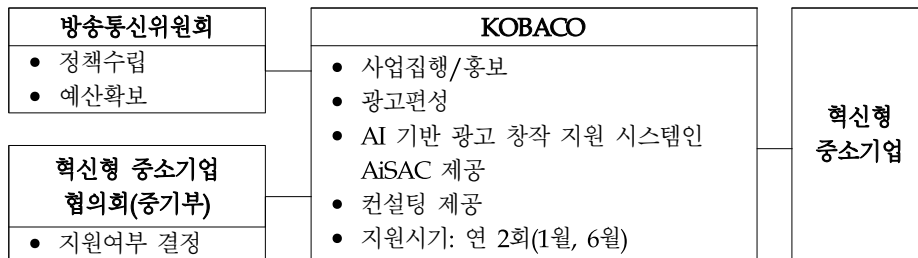 방송통신위원회
• 정책수립
• 예산확보
혁신형 중소기업
협의회(중기부)
• 지원여부 결정
KOBACO
• 사업집행/홍보
• 광고편성
• AI 기반 광고 창작 지원 시스템인
AiSAC 제공
• 컨설팅 제공
• 지원시기: 연 2회(1월, 6월)
혁신형
중소기업